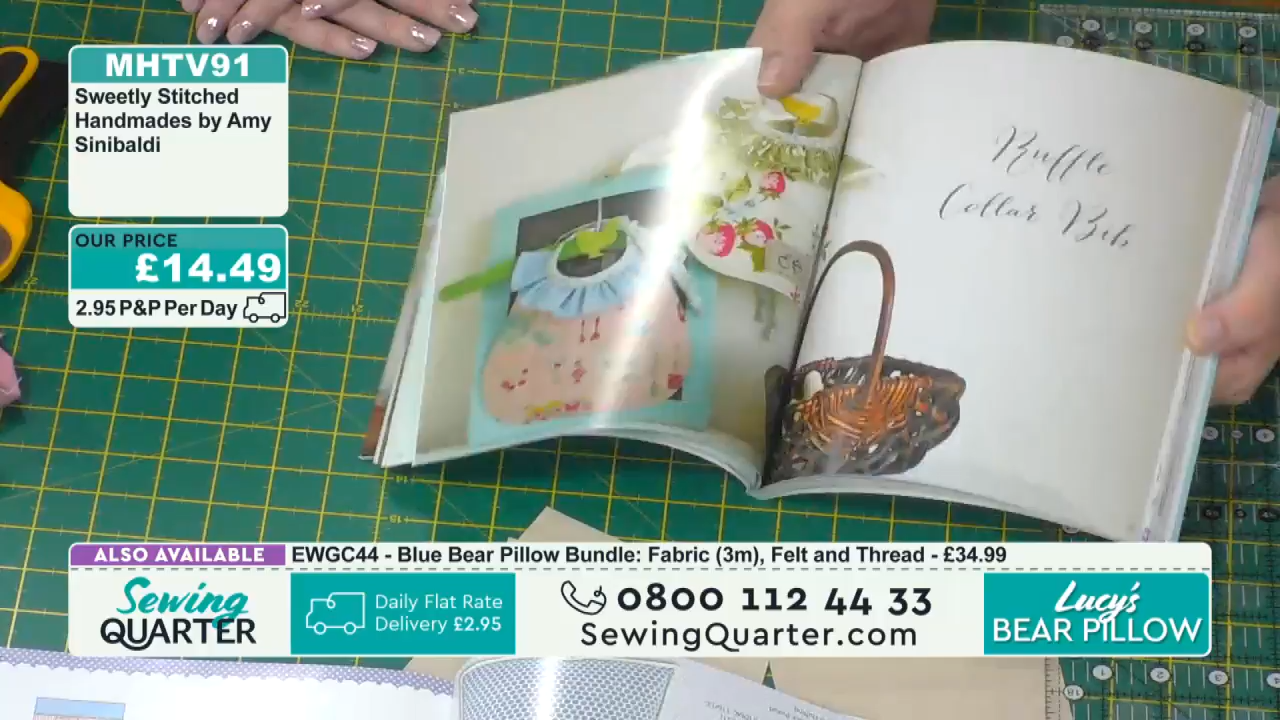 MHTV91
Sweetly Stitched
Handmades by Amy
Sinibaldi
OUR PRICE
£14.49
2.95 P&P Per Day
Ruffle
Collar Bib
ALSO AVAILABLE
EWGC44 - Blue Bear Pillow Bundle: Fabric (3m), Felt and Thread - £34.99
Sewing
QUARTER
Daily Flat Rate
Delivery £2.95
0800 112 44 33
SewingQuarter.com
Lucy's
BEAR PILLOW